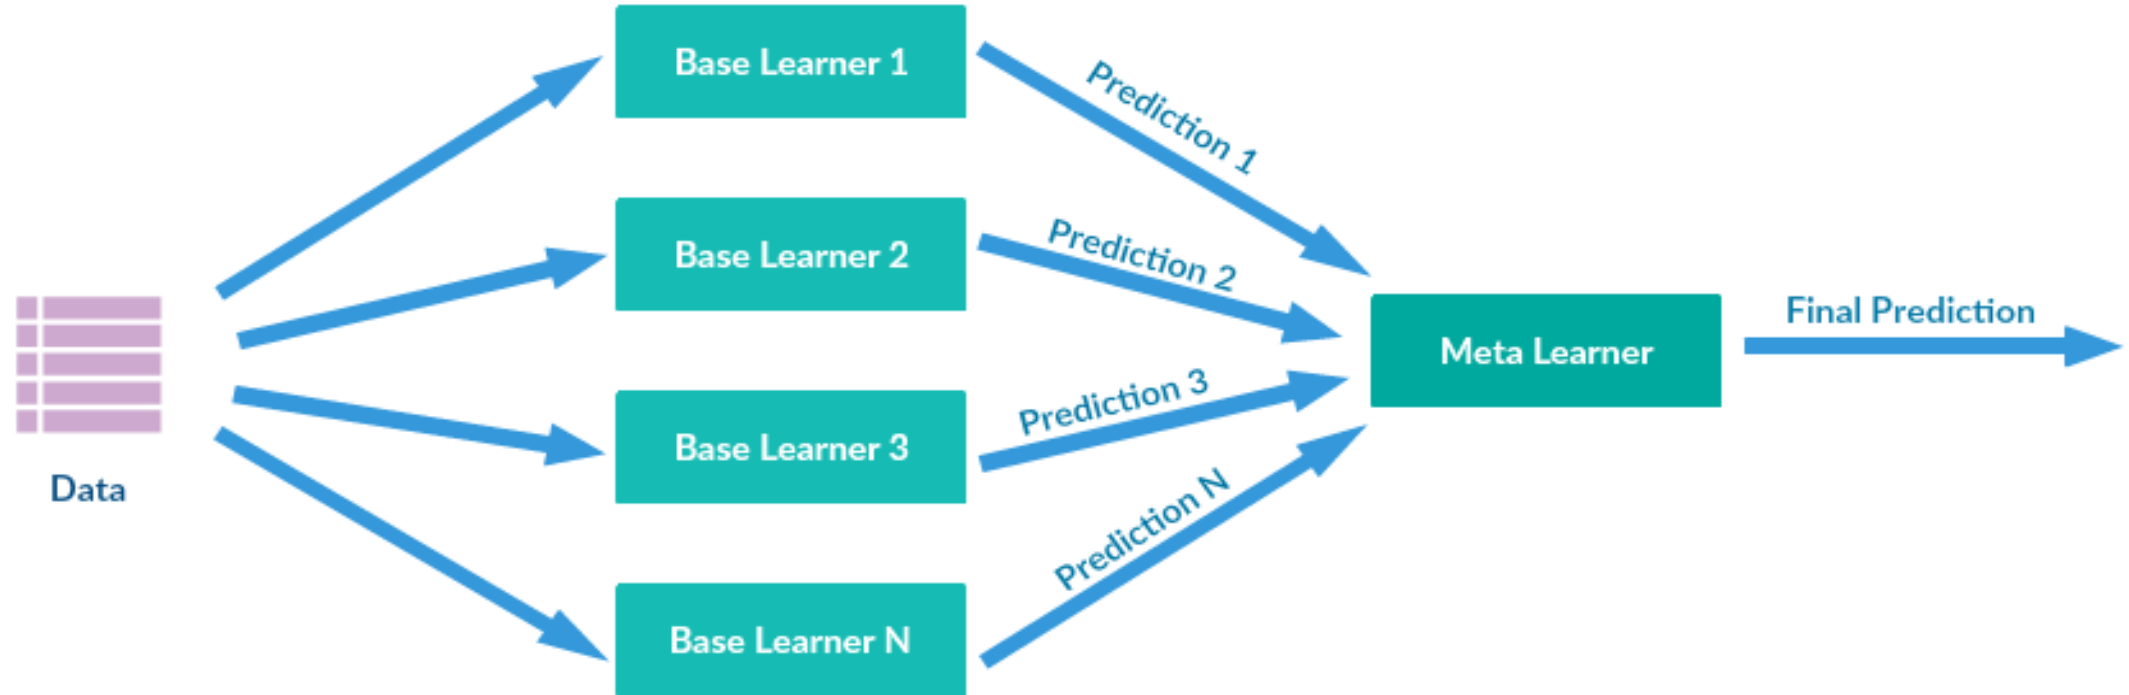 Base Learner 1
Prediction 1
Base Learner 2
Prediction 2
Data
Base Learner 3
Prediction 3
Meta Learner
Final Prediction
Base Learner N
Prediction N